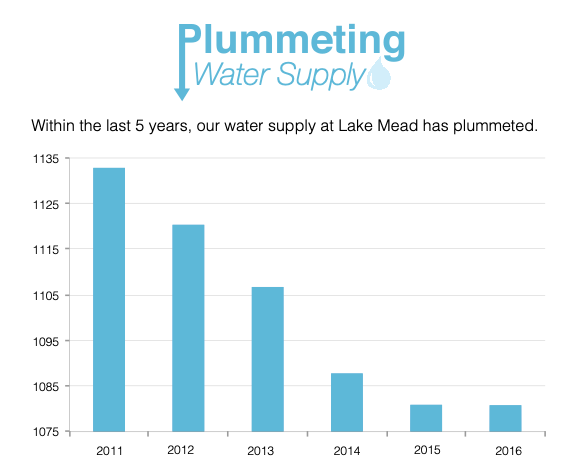 Plummeting
Water Supply
Within the last 5 years, our water supply at Lake Mead has plummeted.
1135
1125
1115
1105
1095
1085
1075
2011 2012 2013 2014 2015 2016